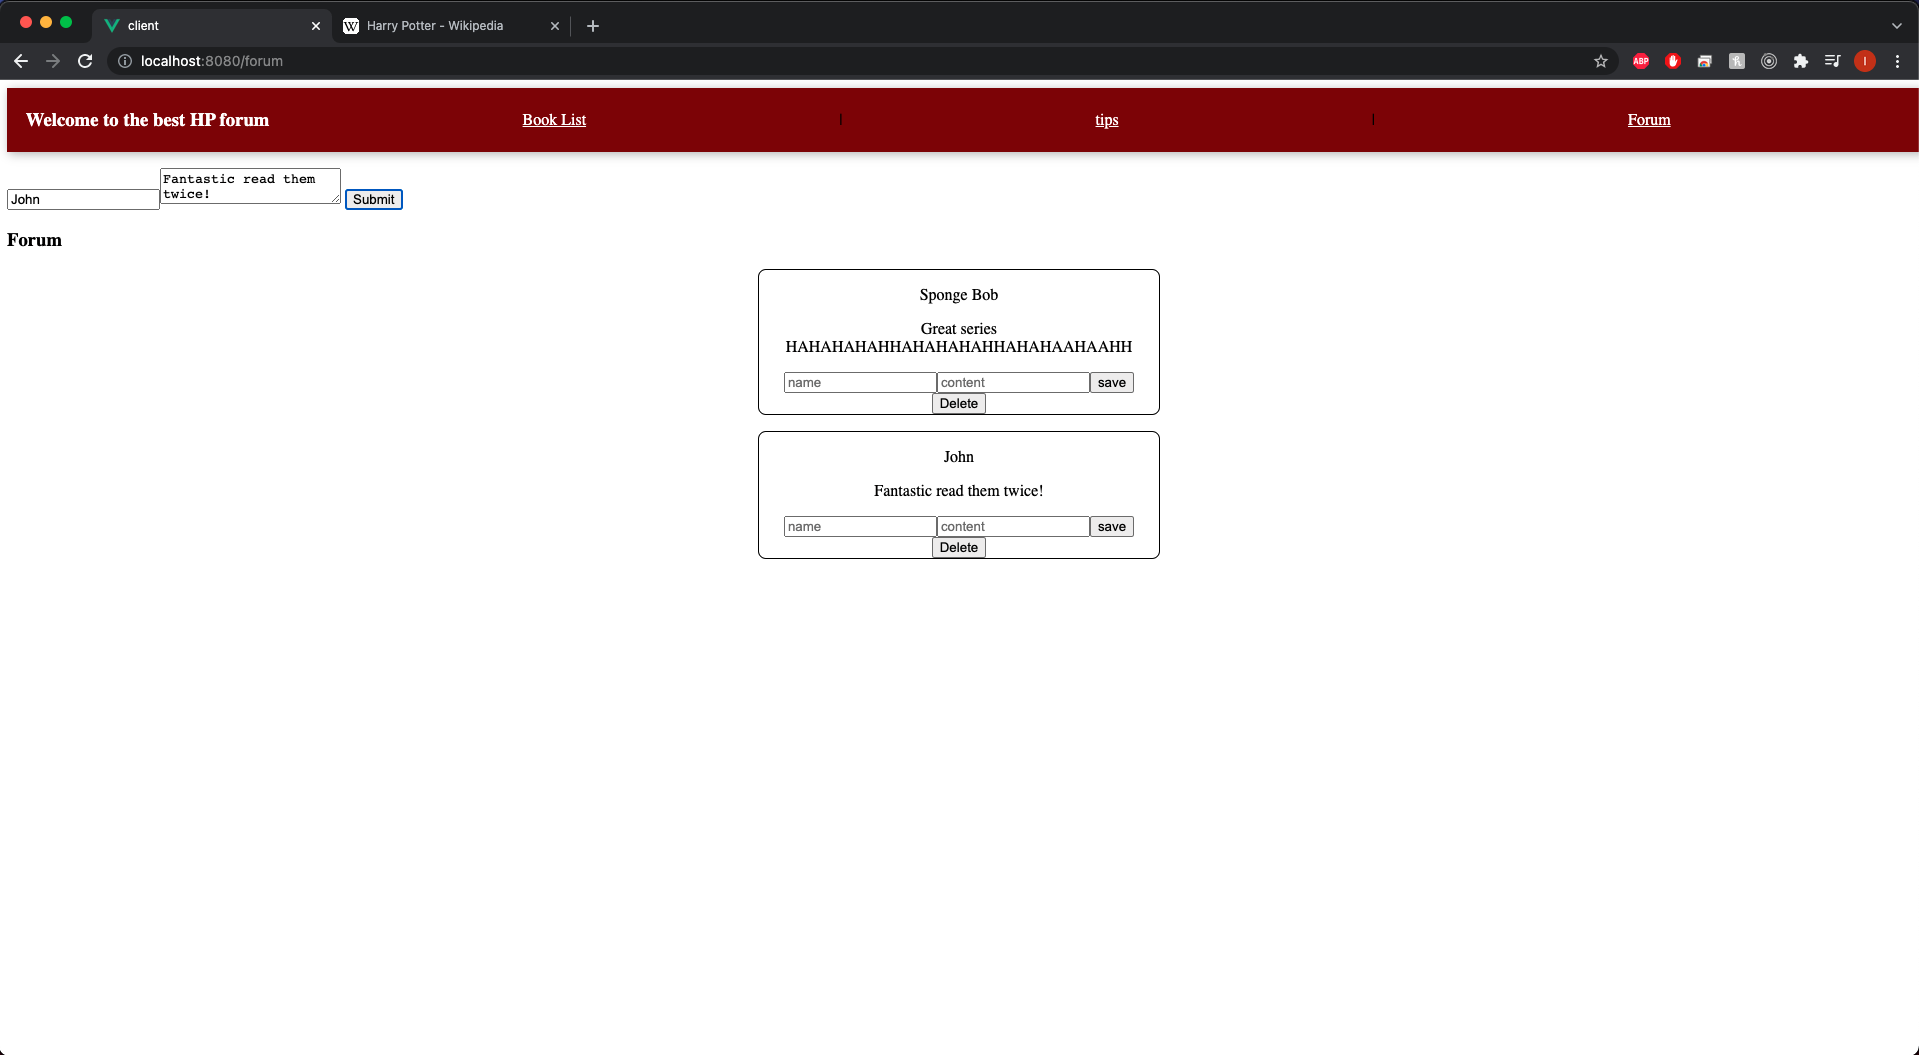 client
Harry Potter - Wikipedia
localhost:8080/forum
ABP
I
Welcome to the best HP forum
Book List
|
tips
|
Forum
John
Fantastic read them
twice!
Submit
Forum
Sponge Bob
Great series
HAHAHAHAHHAHAHAHAHHAHAHAAHAAHH
name
content
save
Delete
John
Fantastic read them twice!
name
content
save
Delete